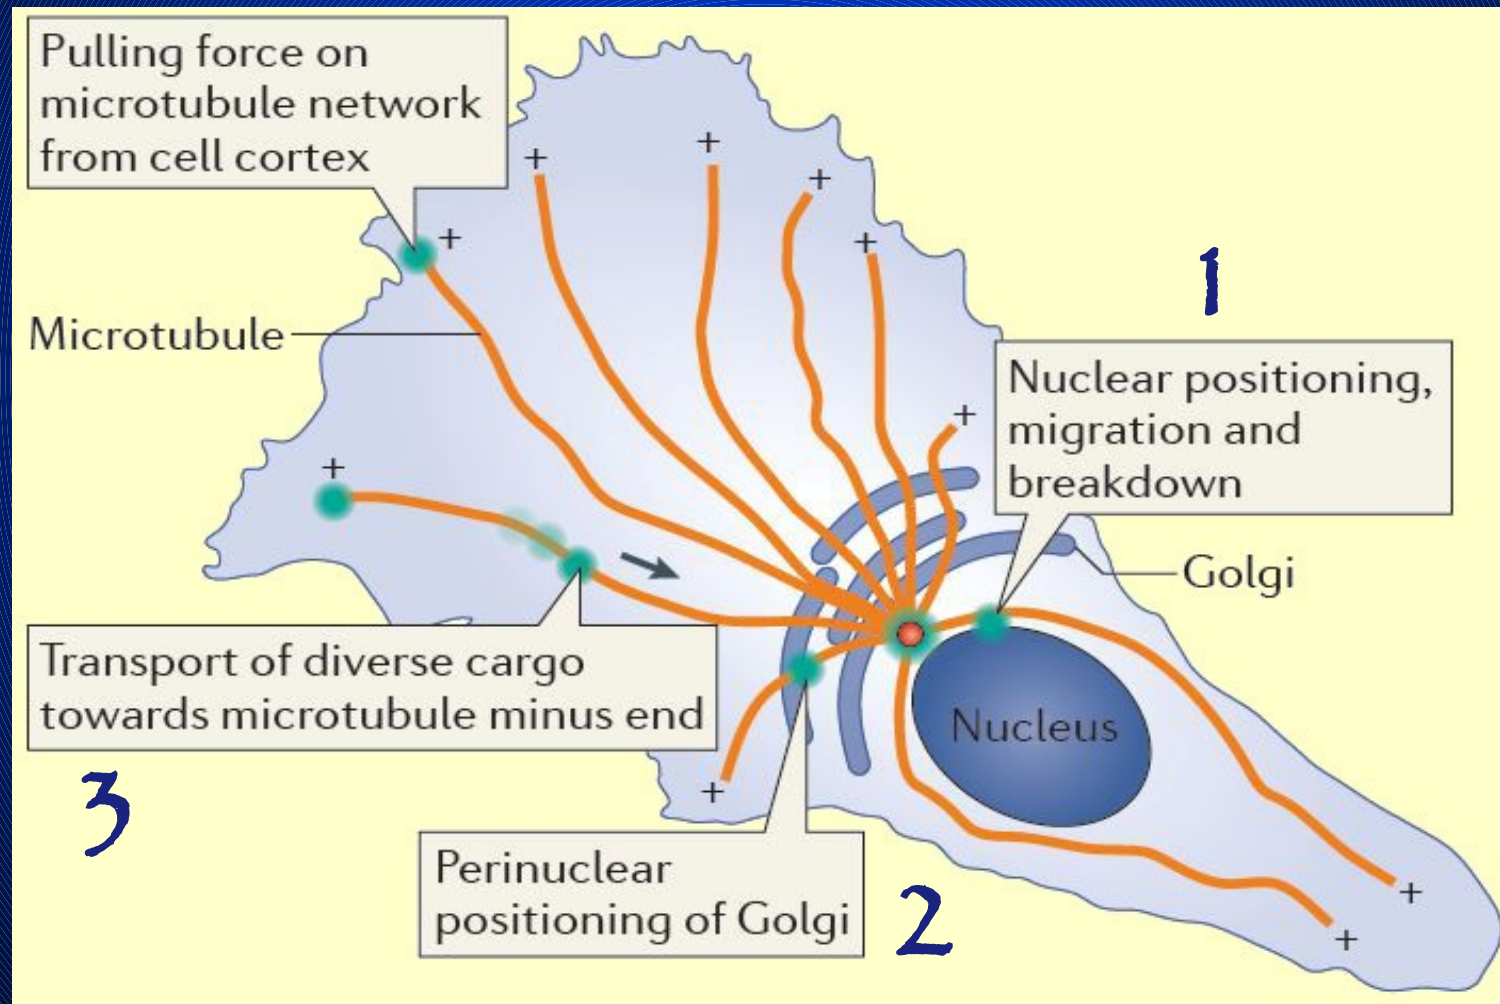 Pulling force on
microtubule network
from cell cortex
+
+
+
+
+
Microtubule
1
Nuclear positioning,
migration and
breakdown
+
+
Golgi
Transport of diverse cargo
towards microtubule minus end
Nucleus
+
3
Perinuclear
positioning of Golgi
2
+
+